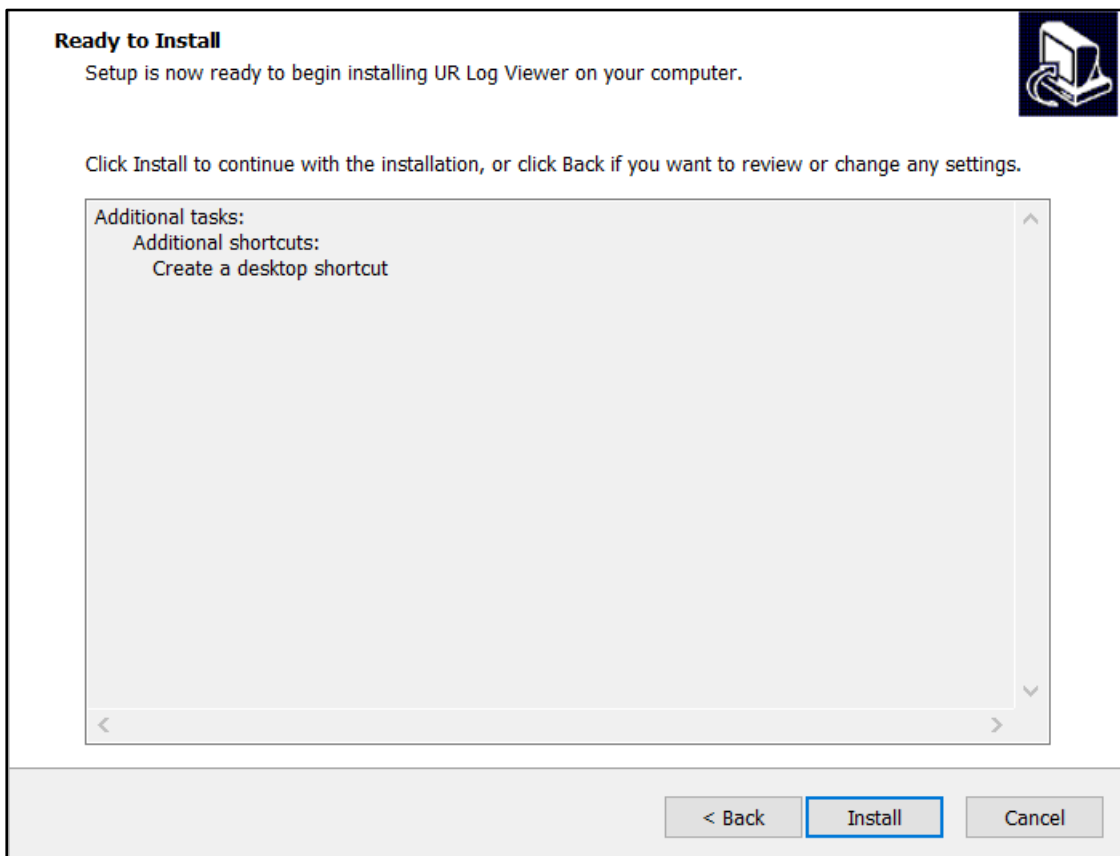 Ready to Install
Setup is now ready to begin installing UR Log Viewer on your computer.
Click Install to continue with the installation, or click Back if you want to review or change any settings.
Additional tasks:
Additional shortcuts:
Create a desktop shortcut
< Back
Install
Cancel